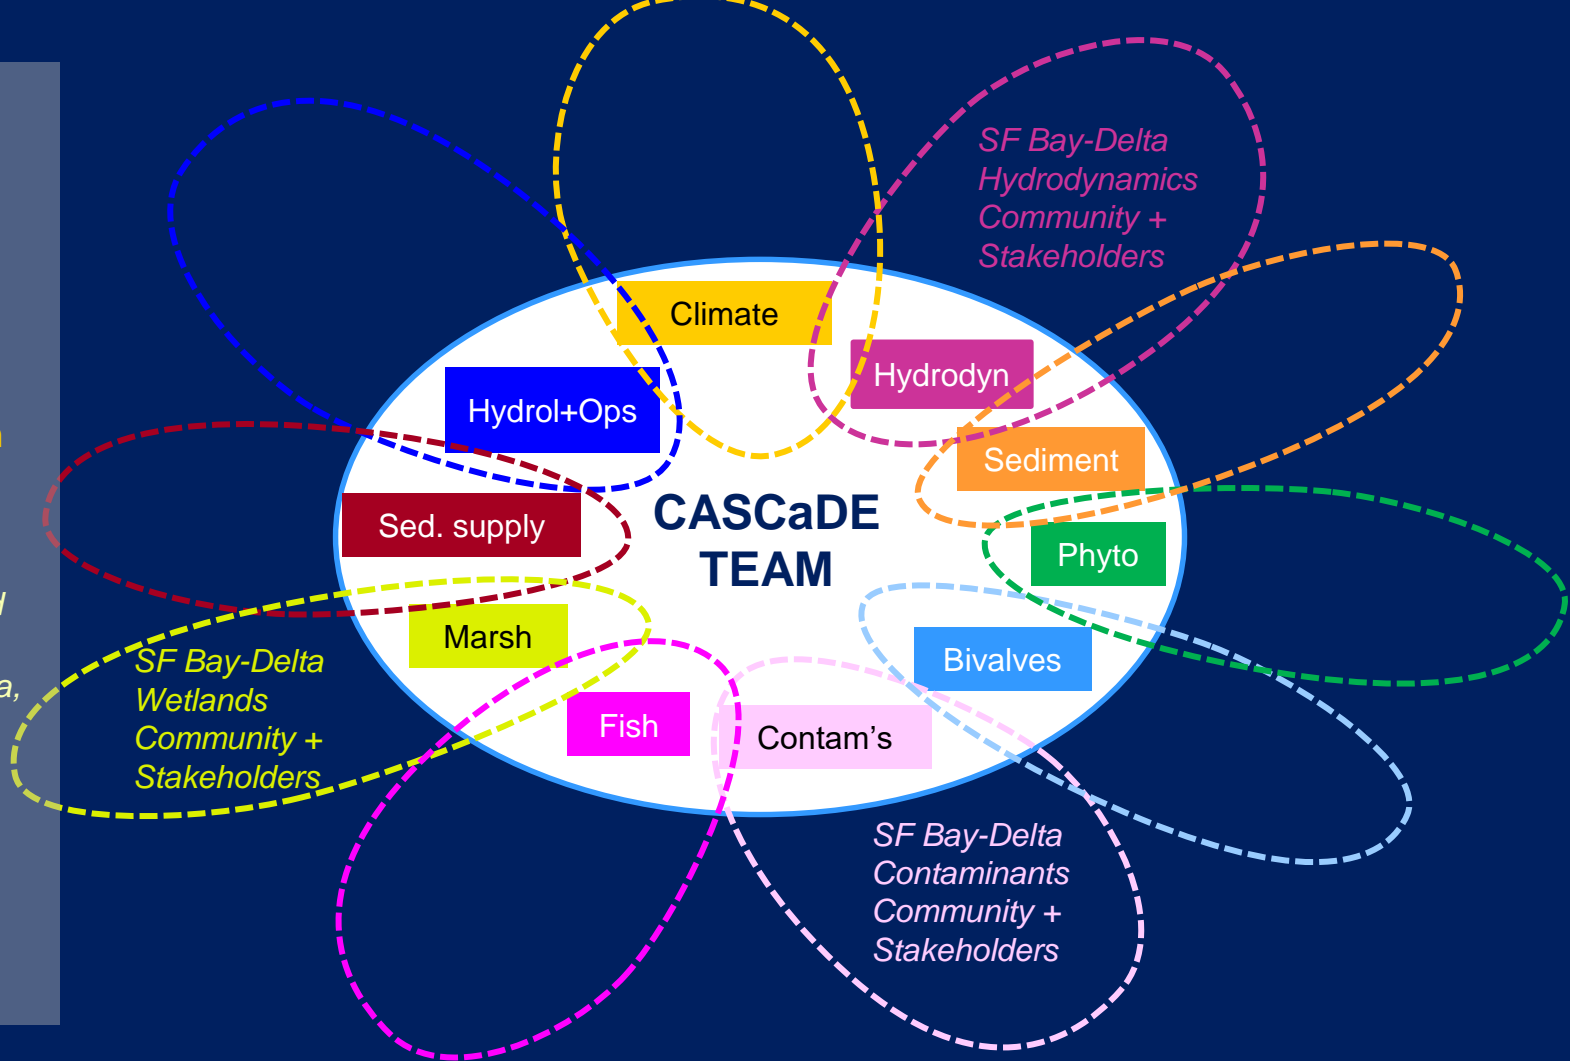 SF Bay-Delta
Hydrodynamics
Community +
Stakeholders
Climate
Hydrodyn
Hydrol+Ops
Sediment
CASCaDE
TEAM
Sed. supply
Phyto
Marsh
Bivalves
SF Bay-Delta
Wetlands
Community +
Stakeholders
Fish
Contam's
SF Bay-Delta
Contaminants
Community +
Stakeholders